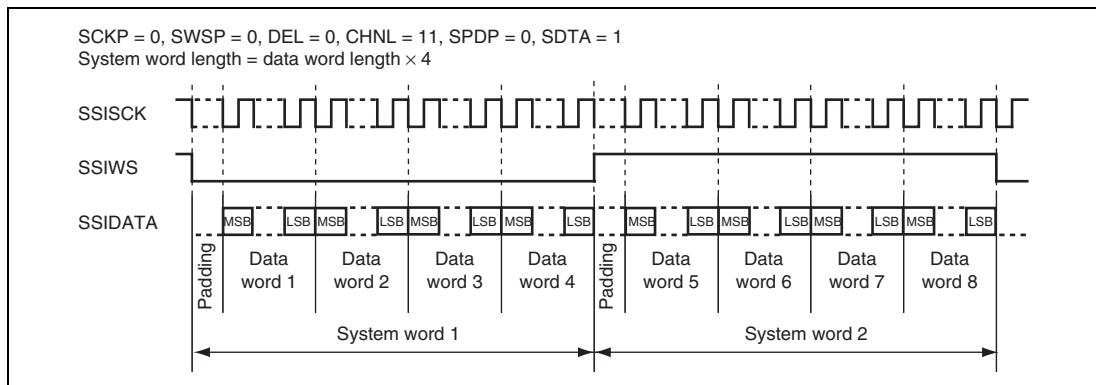 SCKP = 0, SWSP = 0, DEL = 0, CHNL = 11, SPDP = 0, SDTA = 1
System word length = data word length × 4
SSISCK
SSIWS
SSIDATA
MSB LSB MSB LSB MSB LSB MSB LSB MSB LSB MSB LSB MSB LSB MSB LSB
Padding
Data word 1
Data word 2
Data word 3
Data word 4
Padding
Data word 5
Data word 6
Data word 7
Data word 8
System word 1
System word 2